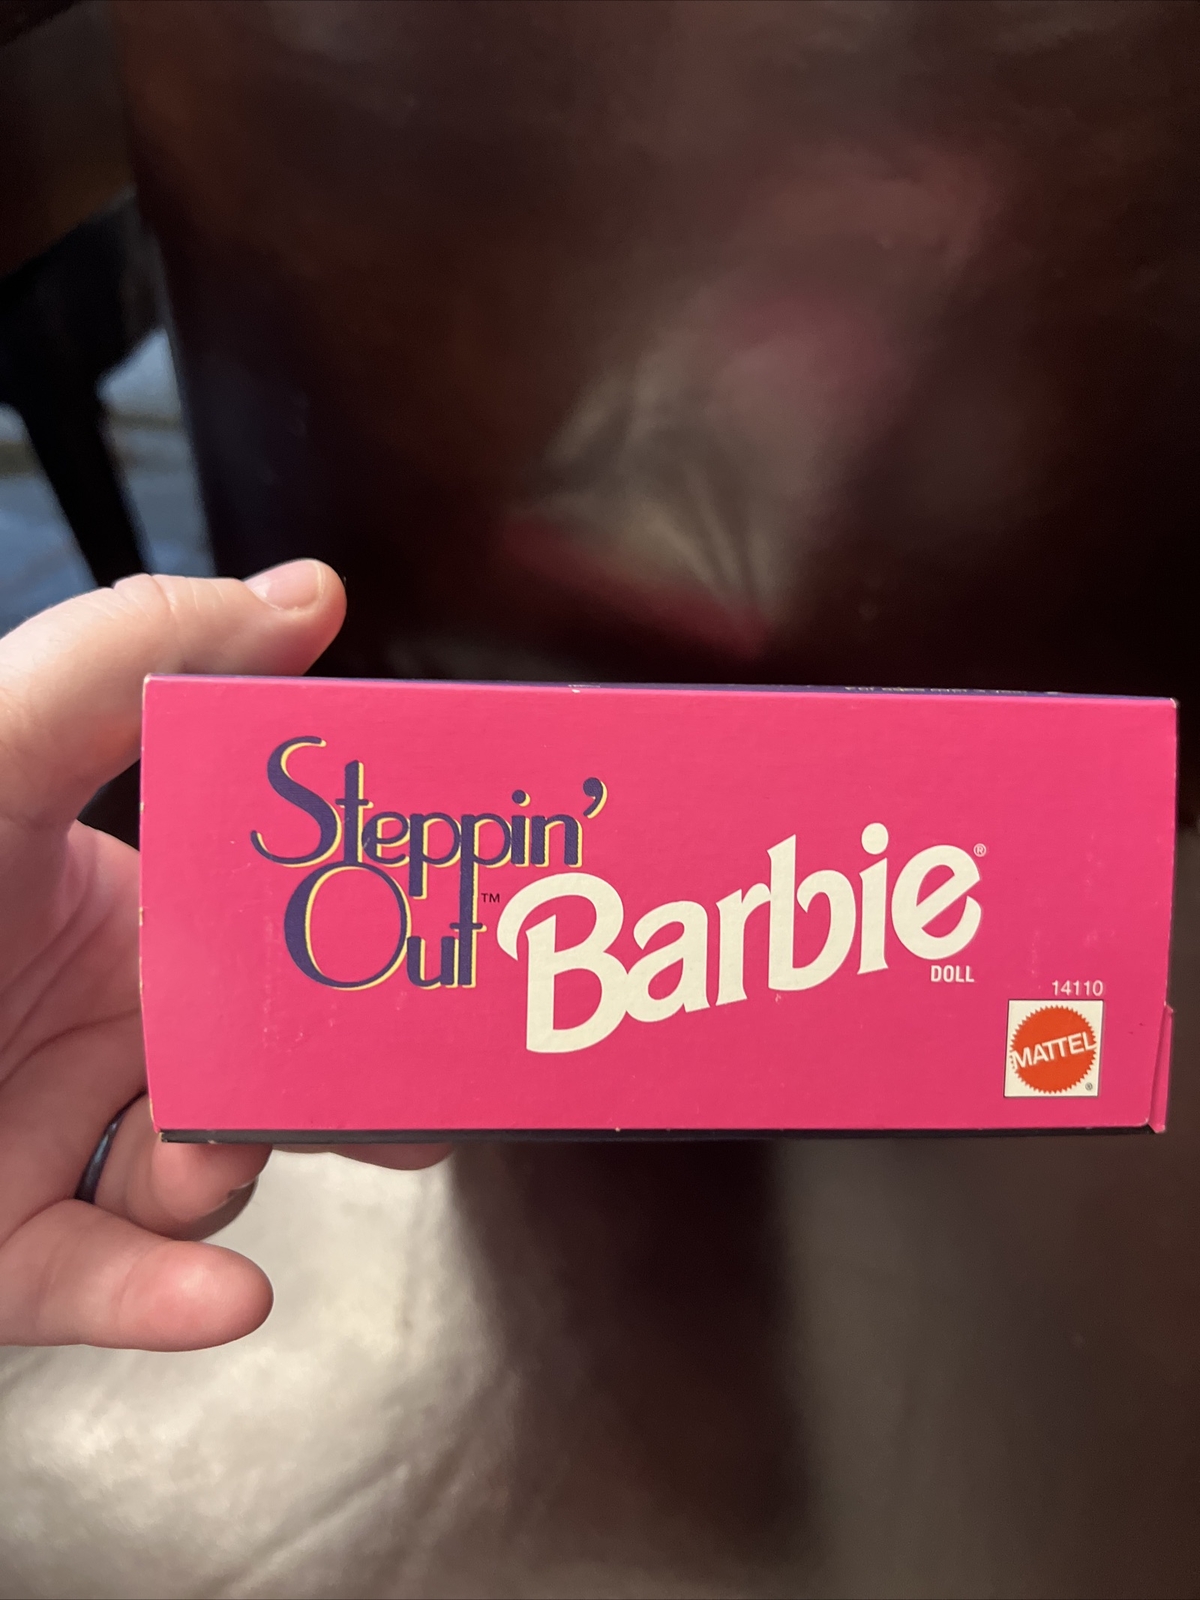 Steppin'
Out™
Barbie®
DOLL
14110
MATTEL
®